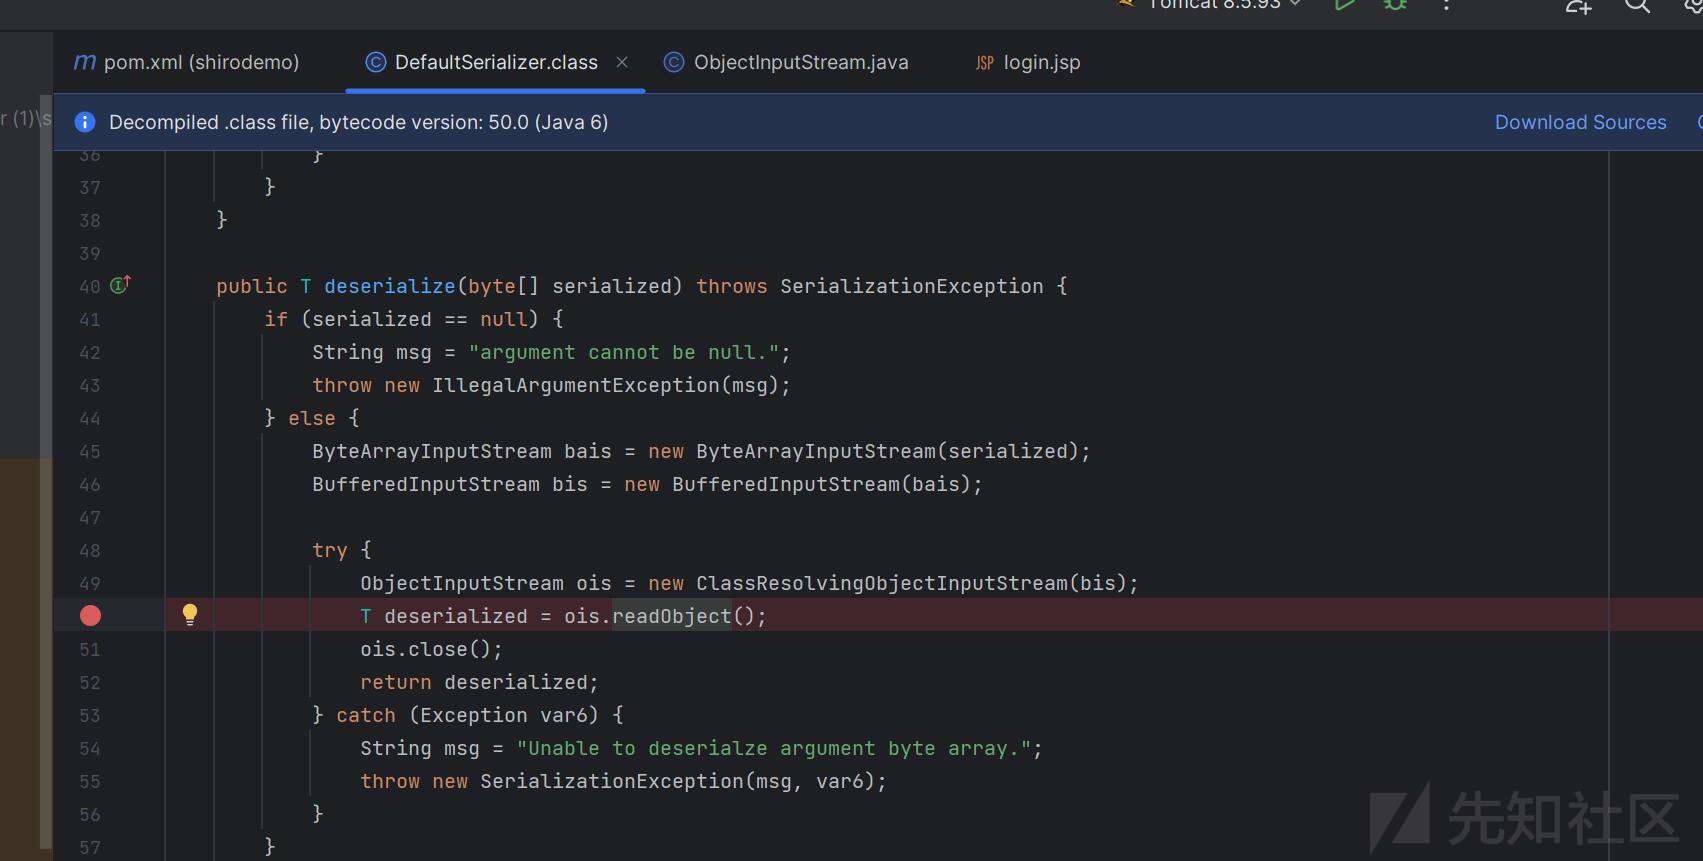 Tomcat 8.5.93
pom.xml (shirodemo) DefaultSerializer.class ObjectInputStream.java JSP login.jsp
r (1)\s
Decompiled .class file, bytecode version: 50.0 (Java 6) Download Sources
36 }
37 }
38 }
39
40 public T deserialize(byte[] serialized) throws SerializationException {
41 if (serialized == null) {
42 String msg = "argument cannot be null.";
43 throw new IllegalArgumentException(msg);
44 } else {
45 ByteArrayInputStream bais = new ByteArrayInputStream(serialized);
46 BufferedInputStream bis = new BufferedInputStream(bais);
47
48 try {
49 ObjectInputStream ois = new ClassResolvingObjectInputStream(bis);
T deserialized = ois.readObject();
51 ois.close();
52 return deserialized;
53 } catch (Exception var6) {
54 String msg = "Unable to deserialze argument byte array.";
55 throw new SerializationException(msg, var6);
56 }
57 }
先知社区